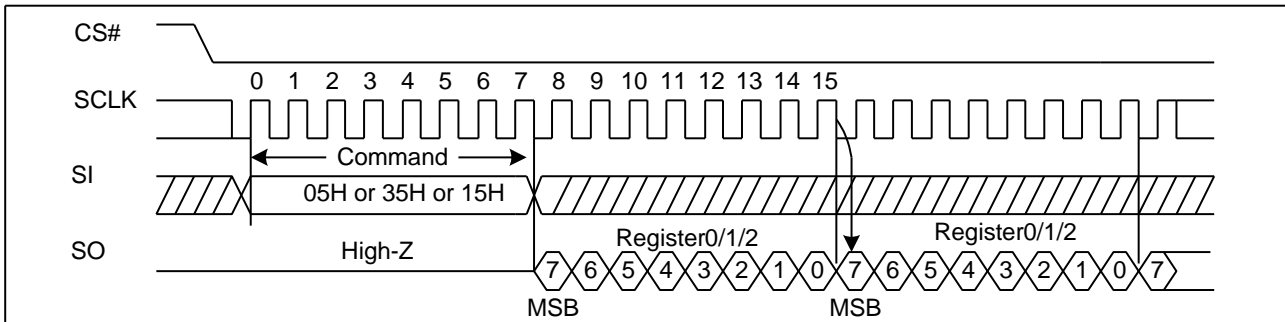 CS#
0 1 2 3 4 5 6 7 8 9 10 11 12 13 14 15
SCLK
Command
SI
05H or 35H or 15H
Register0/1/2 Register0/1/2
SO
High-Z
7 6 5 4 3 2 1 0 7 6 5 4 3 2 1 0 7
MSB MSB